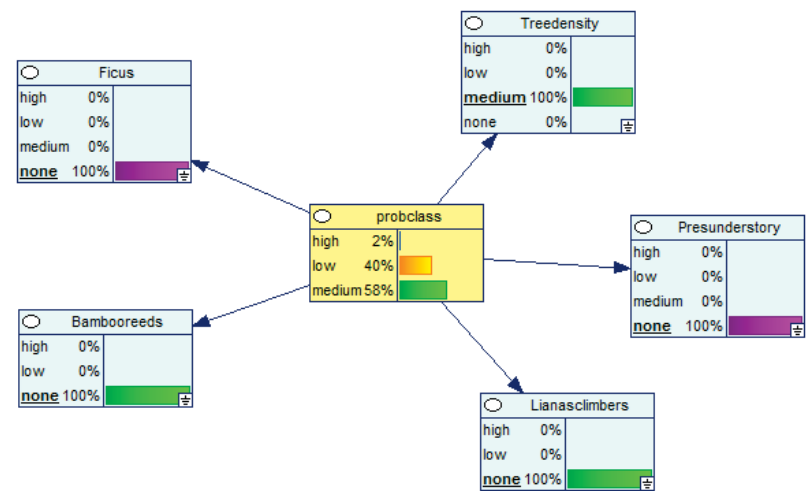 Treedensity
high 0%
low 0%
medium 100%
none 0%
Ficus
high 0%
low 0%
medium 0%
none 100%
probclass
high 2%
low 40%
medium 58%
Presunderstory
high 0%
low 0%
medium 0%
none 100%
Bambooreeds
high 0%
low 0%
none 100%
Lianasclimbers
high 0%
low 0%
none 100%